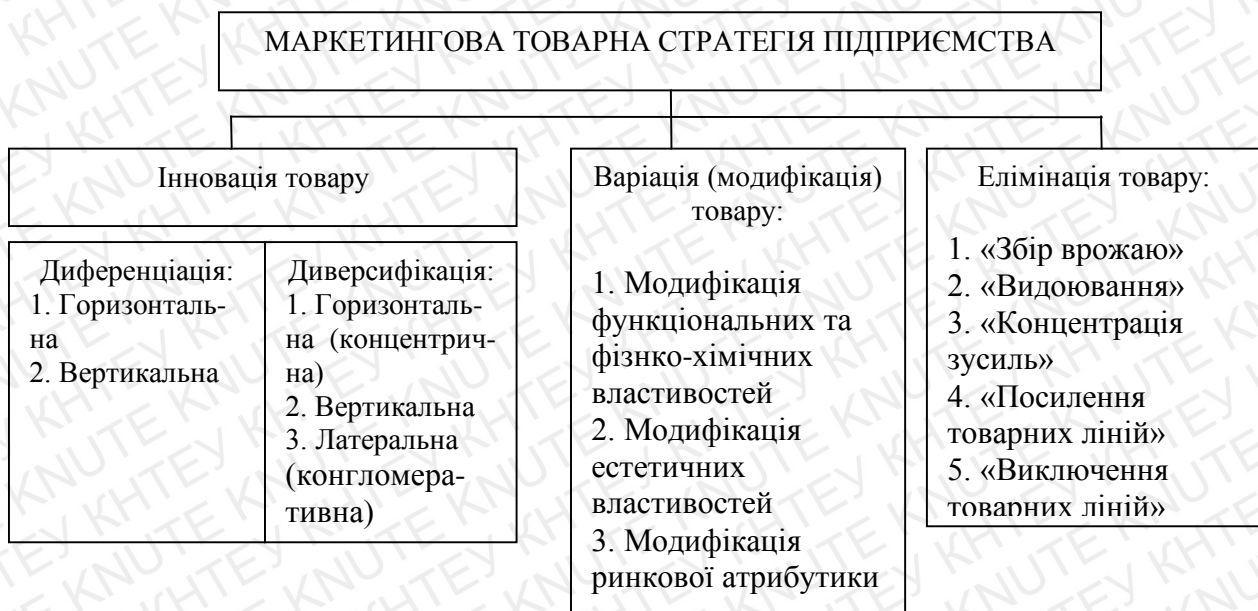 МАРКЕТИНГОВА ТОВАРНА СТРАТЕГІЯ ПІДПРИЄМСТВА
Інновація товару
Диференціація:
1. Горизонталь-
на
2. Вертикальна
Диверсифікація:
1. Горизонталь-
на (концентрич-
на)
2. Вертикальна
3. Латеральна
(конгломера-
тивна)
Варіація (модифікація)
товару:
1. Модифікація
функціональних та
фізнко-хімічних
властивостей
2. Модифікація
естетичних
властивостей
3. Модифікація
ринкової атрибутики
Елімінація товару:
1. «Збір врожаю»
2. «Видоювання»
3. «Концентрація
зусиль»
4. «Посилення
товарних ліній»
5. «Виключення
товарних ліній»